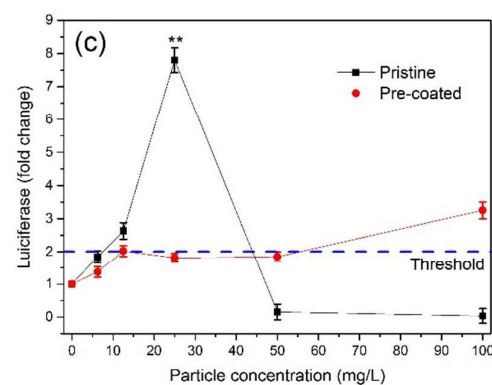 (c)
**
Pristine
Pre-coated
Threshold
9
8
7
6
5
4
3
2
1
0
Luiciferase (fold change)
0 10 20 30 40 50 60 70 80 90 100
Particle concentration (mg/L)